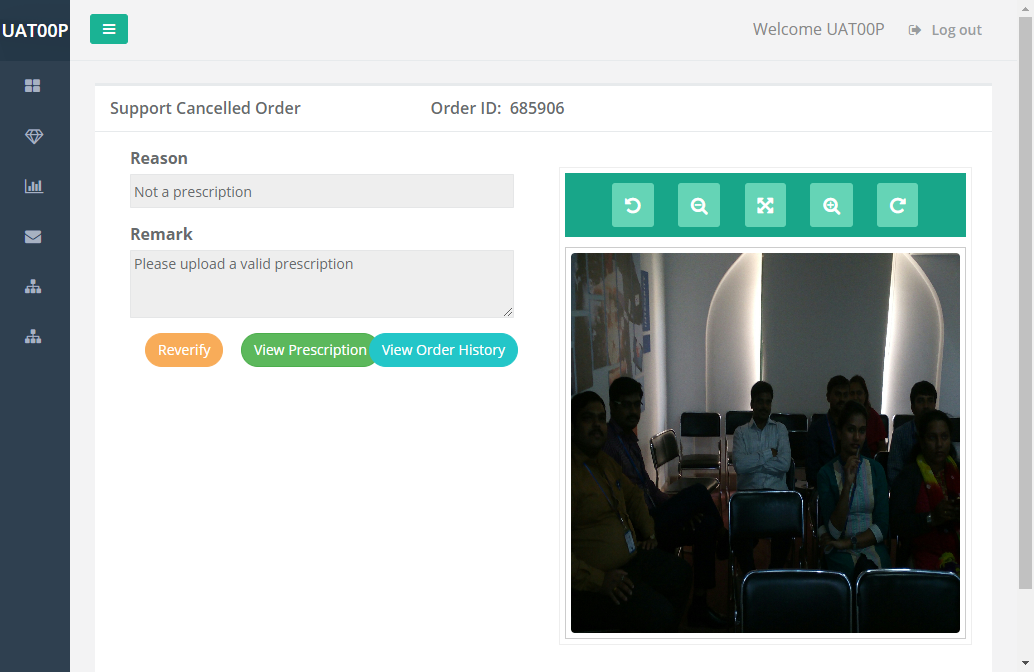 UAT00P
Welcome UAT00P
Log out
Support Cancelled Order
Order ID: 685906
Reason
Not a prescription
Remark
Please upload a valid prescription
Reverify
View Prescription
View Order History